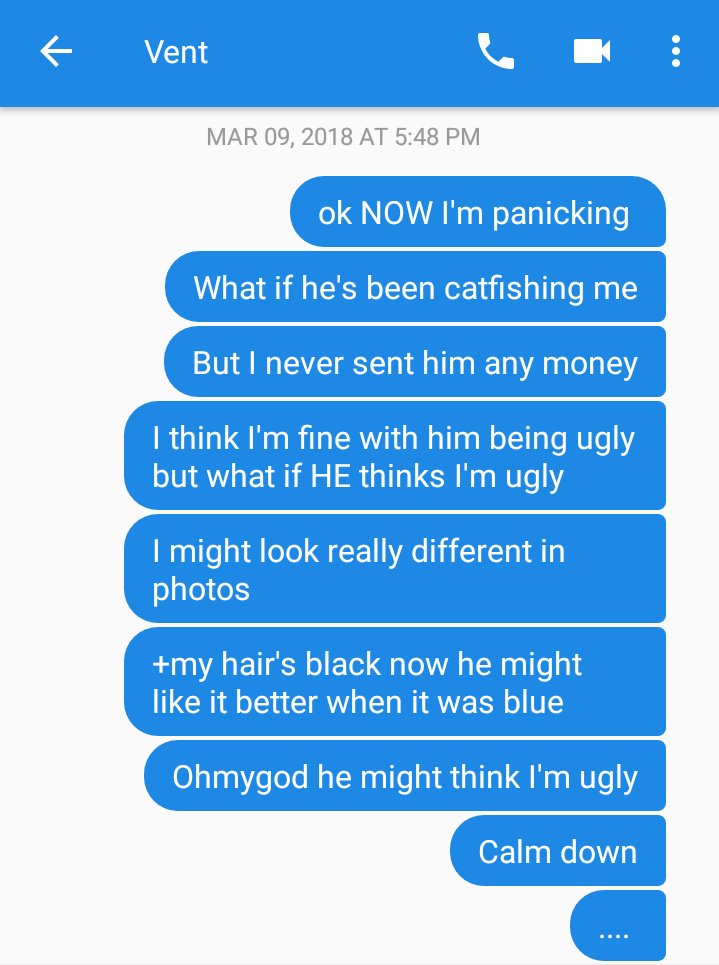 Vent
MAR 09, 2018 AT 5:48 PM
ok NOW I'm panicking
What if he's been catfishing me
But I never sent him any money
I think I'm fine with him being ugly
but what if HE thinks I'm ugly
I might look really different in
photos
+my hair's black now he might
like it better when it was blue
Ohmygod he might think I'm ugly
Calm down
....